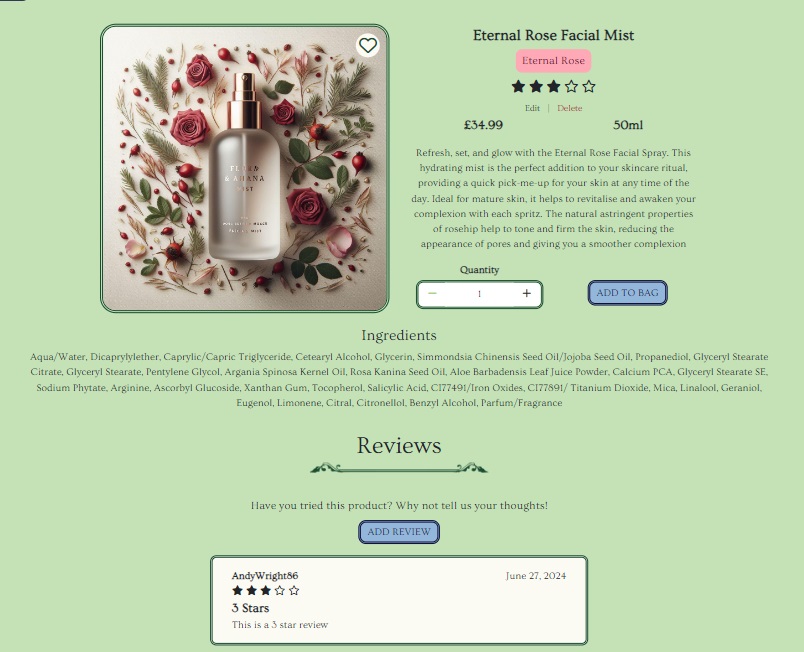 Eternal Rose Facial Mist
Eternal Rose
Edit | Delete
£34.99 50ml
Refresh, set, and glow with the Eternal Rose Facial Spray. This
hydrating mist is the perfect addition to your skincare ritual,
providing a quick pick-me-up for your skin at any time of the
day. Ideal for mature skin, it helps to revitalise and awaken your
complexion with each spritz. The natural astringent properties
of rosehip help to tone and firm the skin, reducing the
appearance of pores and giving you a smoother complexion
Quantity
− 1 +
ADD TO BAG
Ingredients
Aqua/Water, Dicaprylylether, Caprylic/Capric Triglyceride, Cetearyl Alcohol, Glycerin, Simmondsia Chinensis Seed Oil/Jojoba Seed Oil, Propanediol, Glyceryl Stearate
Citrate, Glyceryl Stearate, Pentylene Glycol, Argania Spinosa Kernel Oil, Rosa Kanina Seed Oil, Aloe Barbadensis Leaf Juice Powder, Calcium PCA, Glyceryl Stearate SE,
Sodium Phytate, Arginine, Ascorbyl Glucoside, Xanthan Gum, Tocopherol, Salicylic Acid, CI77491/Iron Oxides, CI77891/ Titanium Dioxide, Mica, Linalool, Geraniol,
Eugenol, Limonene, Citral, Citronellol, Benzyl Alcohol, Parfum/Fragrance
Reviews
Have you tried this product? Why not tell us your thoughts!
ADD REVIEW
AndyWright86 June 27, 2024
3 Stars
This is a 3 star review